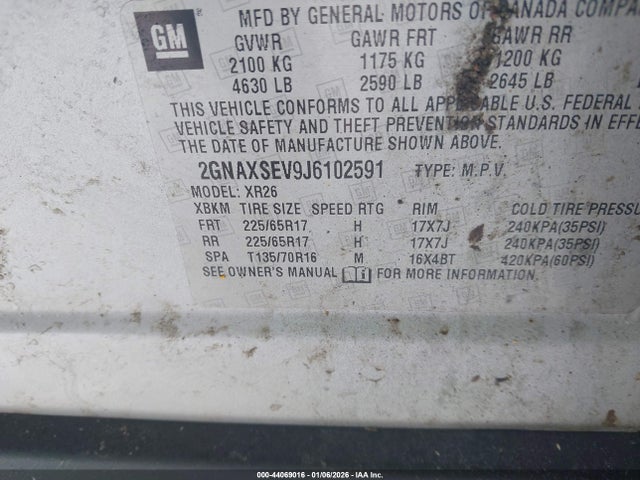 GM
MFD BY GENERAL MOTORS OF CANADA COMPA
GVWR GAWR FRT GAWR RR
2100 KG 1175 KG 1200 KG
4630 LB 2590 LB 2645 LB
THIS VEHICLE CONFORMS TO ALL APPLICABLE U.S. FEDERAL
VEHICLE SAFETY AND THEFT PREVENTION STANDARDS IN EFFE
THE DATE OF MANUFACTURE SHOWN ABOVE.
2GNAXSEV9J6102591 TYPE: M.P.V.
MODEL: XR26
XBKM TIRE SIZE SPEED RTG RIM COLD TIRE PRESSU
FRT 225/65R17 H 17X7J 240KPA(35PSI)
RR 225/65R17 H 17X7J 240KPA(35PSI)
SPA T135/70R16 M 16X4BT 420KPA(60PSI)
SEE OWNER'S MANUAL FOR MORE INFORMATION.
000-44069016 - 01/06/2026 - IAA Inc.